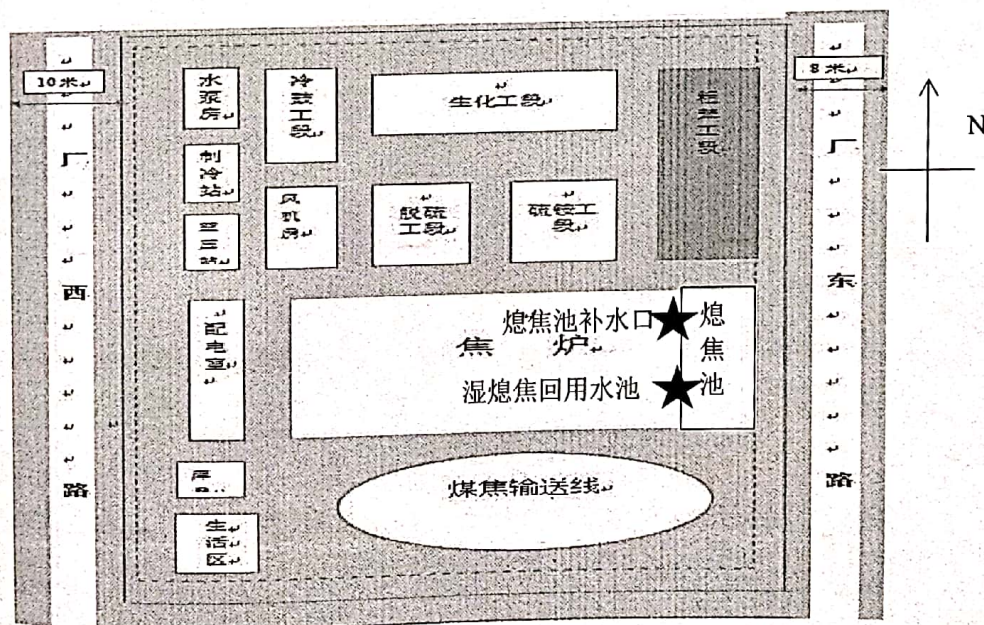 10米
8米
N
水泵房
冷鼓工段
生化工段
制冷站
风机房
脱硫工段
硫铵工段
厂西路
厂东路
配电室
熄焦池补水口
熄焦池
焦炉
湿熄焦回用水池
煤焦输送线
生活区